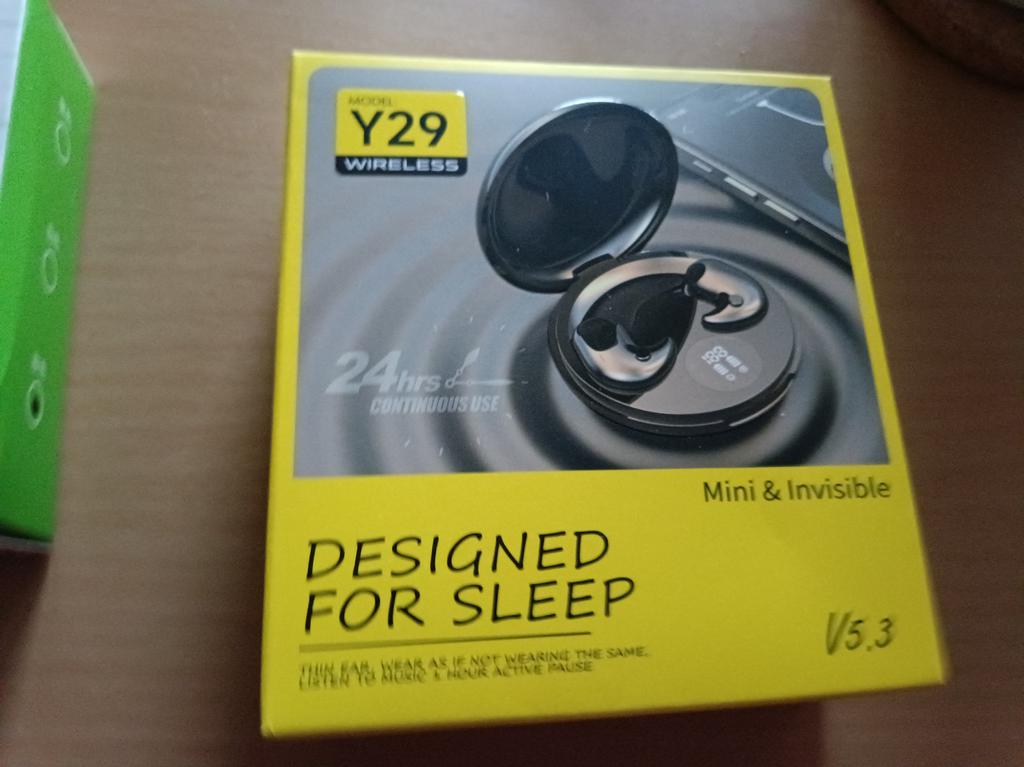 MODEL
Y29
WIRELESS
24hrs
CONTINUOUS USE
Mini & Invisible
DESIGNED
FOR SLEEP
V5.3
THIN EAR, WEAR AS IF NOT WEARING THE SAME,
LISTEN TO MUSIC 1 HOUR ACTIVE PAUSE